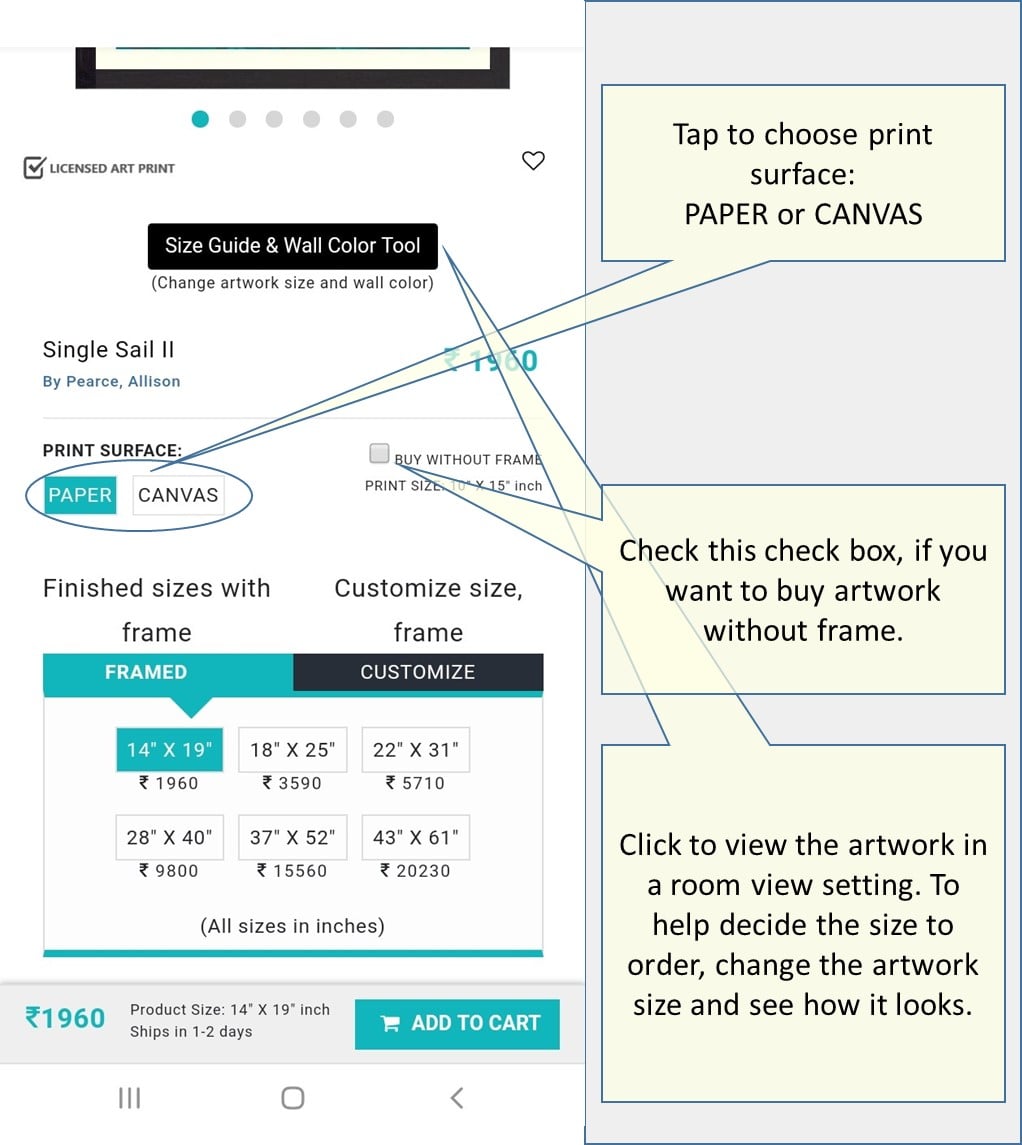 LICENSED ART PRINT
Size Guide & Wall Color Tool
(Change artwork size and wall color)
Single Sail II
₹ 1960
By Pearce, Allison
PRINT SURFACE:
PAPER
CANVAS
BUY WITHOUT FRAME
PRINT SIZE: 10" X 15" inch
Finished sizes with
frame
Customize size,
frame
FRAMED
CUSTOMIZE
14" X 19"
18" X 25"
22" X 31"
₹ 1960
₹ 3590
₹ 5710
28" X 40"
37" X 52"
43" X 61"
₹ 9800
₹ 15560
₹ 20230
(All sizes in inches)
₹1960
Product Size: 14" X 19" inch
Ships in 1-2 days
ADD TO CART
Tap to choose print
surface:
PAPER or CANVAS
Check this check box, if you
want to buy artwork
without frame.
Click to view the artwork in
a room view setting. To
help decide the size to
order, change the artwork
size and see how it looks.